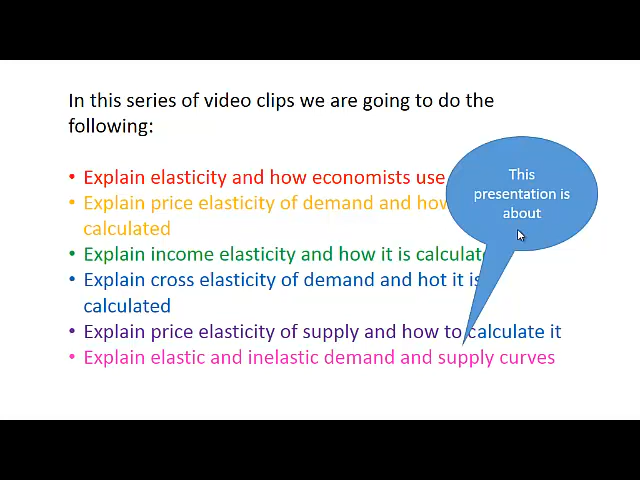 In this series of video clips we are going to do the
following:
• Explain elasticity and how economists use
• Explain price elasticity of demand and how
calculated
• Explain income elasticity and how it is calculate
• Explain cross elasticity of demand and hot it is
calculated
• Explain price elasticity of supply and how to calculate it
• Explain elastic and inelastic demand and supply curves
This
presentation is
about